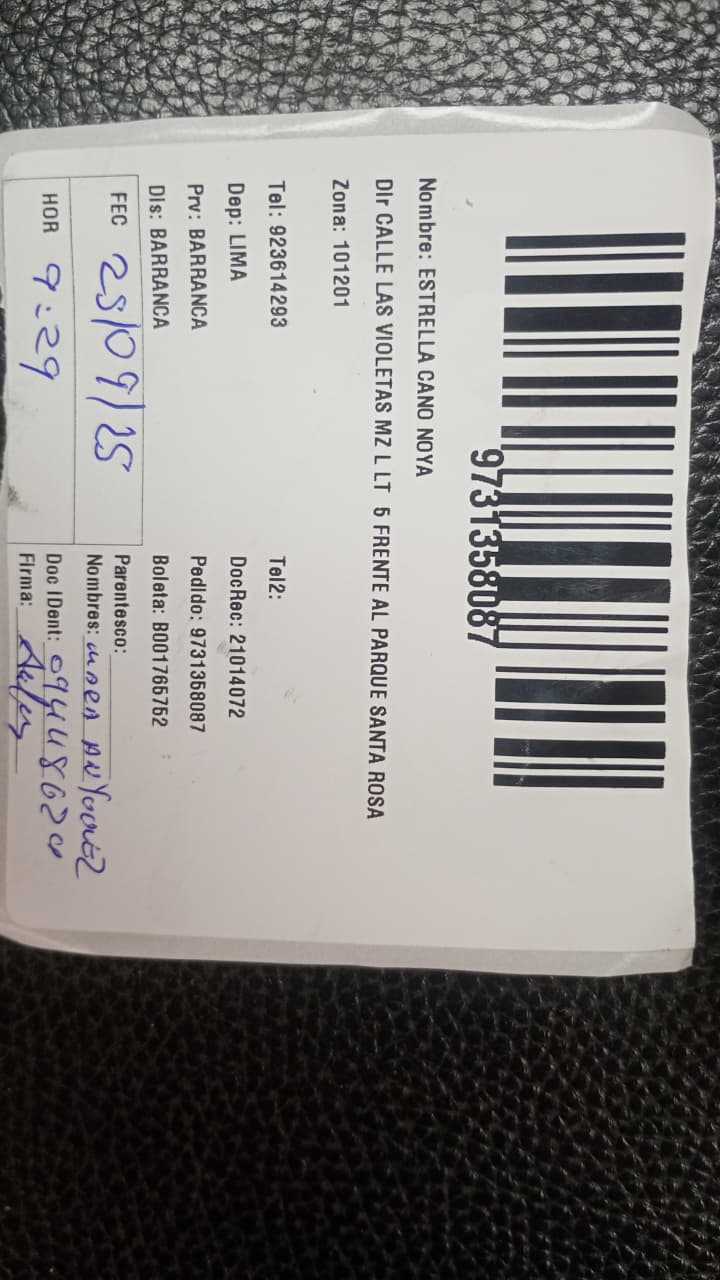 9731358087
Nombre: ESTRELLA CANO NOYA
DIr CALLE LAS VIOLETAS MZ L LT 5 FRENTE AL PARQUE SANTA ROSA
Zona: 101201
Tel: 923614293 Tel2:
Dep: LIMA DocRec: 21014072
Prv: BARRANCA Pedido: 9731358087
Dis: BARRANCA Boleta: B001765752
FEC 25/09/25 Parentesco:
Nombres:
HOR 9:29 Doc IDent:
Firma: